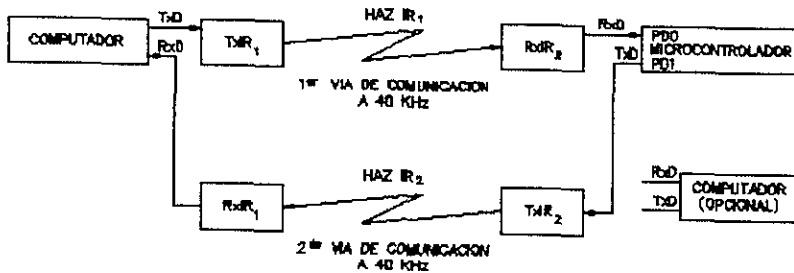 COMPUTADOR
TxD
RxD
TxIR₁
HAZ IR₁
1ᵉʳ VIA DE COMUNICACION
A 40 KHz
RxIR₂
RxD
TxD
PD0
MICROCONTROLADOR
PD1
RxIR₁
HAZ IR₂
2ᵈᵃ VIA DE COMUNICACION
A 40 KHz
TxIR₂
RxD
TxD
COMPUTADOR
(OPCIONAL)